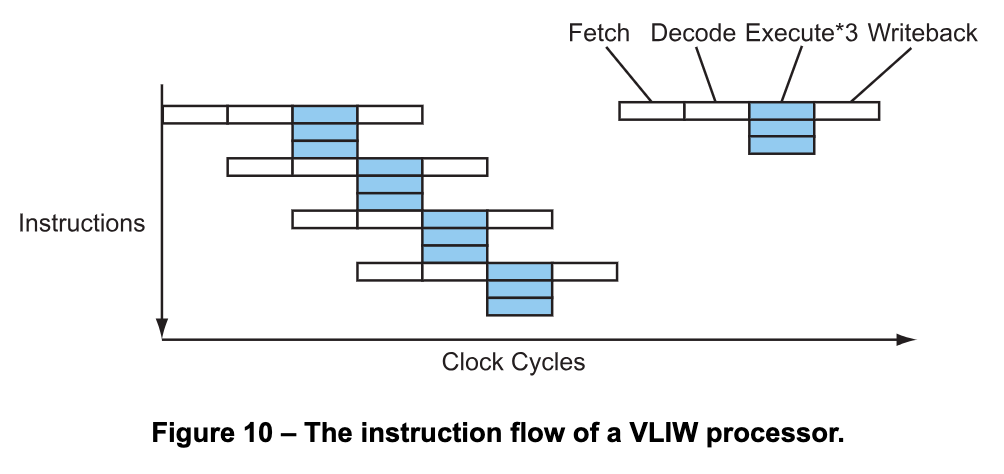 Fetch Decode Execute*3 Writeback
Instructions
Clock Cycles
Figure 10 – The instruction flow of a VLIW processor.